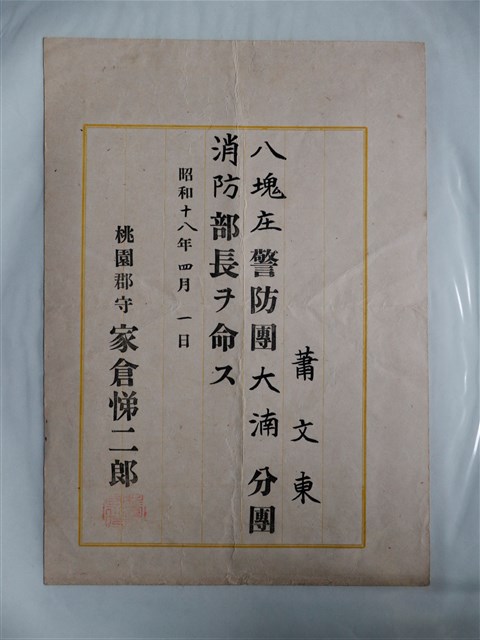 蕭文東
八塊庄警防團大湳分團
消防部長ヲ命ス
昭和十八年四月一日
桃園郡守家倉悌二郎